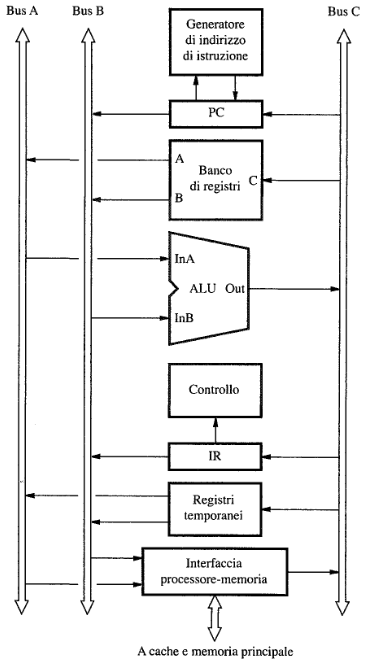 Bus A
Bus B
Bus C
Generatore
di indirizzo
di istruzione
PC
A
Banco
di registri
C
B
InA
ALU
Out
InB
Controllo
IR
Registri
temporanei
Interfaccia
processore-memoria
A cache e memoria principale